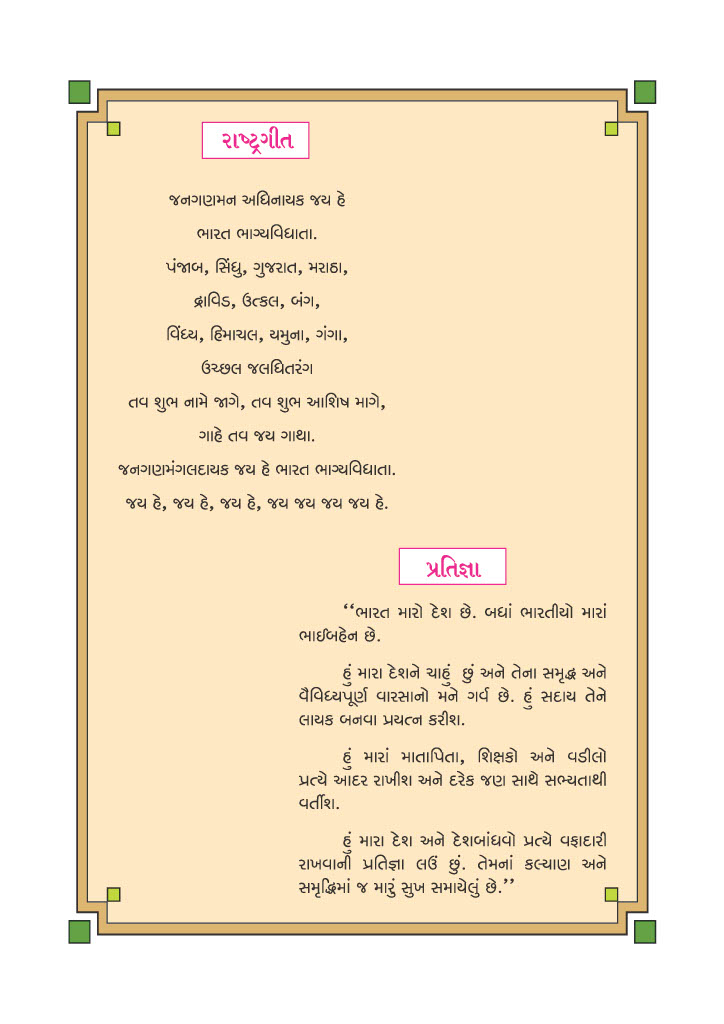 રાષ્ટ્રગીત
જનગણમન અધિનાયક જય હે
ભારત ભાગ્યવિધાતા.
પંજાબ, સિંધુ, ગુજરાત, મરાઠા,
દ્રાવિડ, ઉત્કલ, બંગ,
વિંધ્ય, હિમાચલ, યમુના, ગંગા,
ઉચ્છલ જલધિતરંગ
તવ શુભ નામે જાગે, તવ શુભ આશિષ માગે,
ગાહે તવ જય ગાથા.
જનગણમંગલદાયક જય હે ભારત ભાગ્યવિધાતા.
જય હે, જય હે, જય હે, જય જય જય જય હે.
પ્રતિજ્ઞા
‘‘ભારત મારો દેશ છે. બધાં ભારતીયો મારાં
ભાઈબહેન છે.
હું મારા દેશને ચાહું છું અને તેના સમૃદ્ધ અને
વૈવિધ્યપૂર્ણ વારસાનો મને ગર્વ છે. હું સદાય તેને
લાયક બનવા પ્રયત્ન કરીશ.
હું મારાં માતાપિતા, શિક્ષકો અને વડીલો
પ્રત્યે આદર રાખીશ અને દરેક જણ સાથે સભ્યતાથી
વર્તીશ.
હું મારા દેશ અને દેશબાંધવો પ્રત્યે વફાદારી
રાખવાની પ્રતિજ્ઞા લઉં છું. તેમનાં કલ્યાણ અને
સમૃદ્ધિમાં જ મારું સુખ સમાયેલું છે.’’